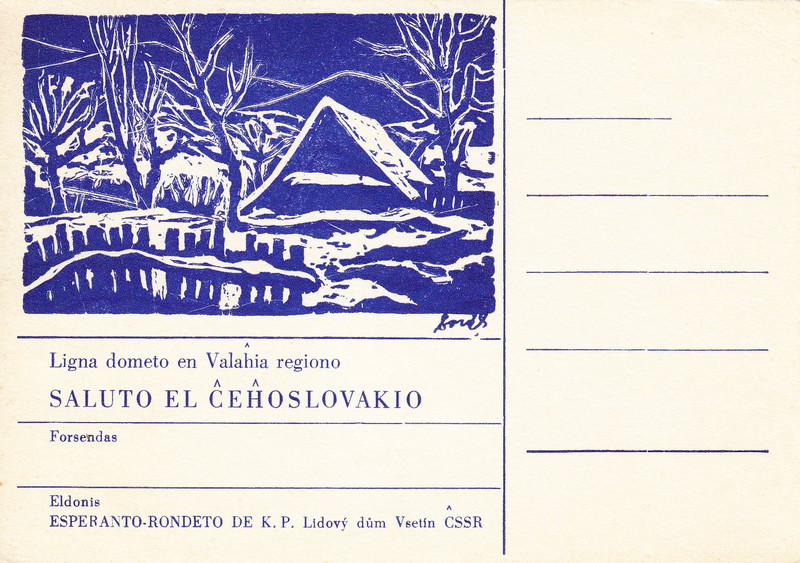 Ligna dometo en Valaĥia regiono
SALUTO EL ĈEĤOSLOVAKIO
Forsendas
Eldonis
ESPERANTO-RONDETO DE K. P. Lidový dům Vsetín ĈSSR